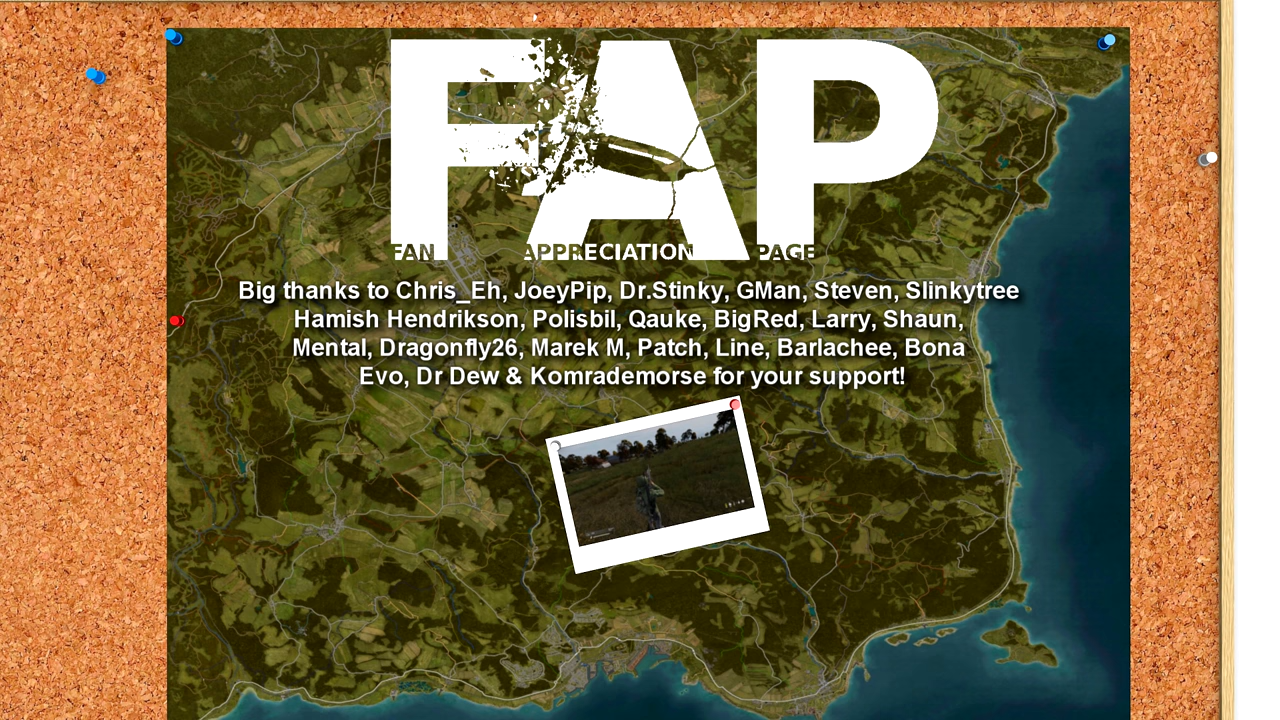 FAP
FAN APPRECIATION PAGE
Big thanks to Chris_Eh, JoeyPip, Dr.Stinky, GMan, Steven, Slinkytree
Hamish Hendrikson, Polisbil, Qauke, BigRed, Larry, Shaun,
Mental, Dragonfly26, Marek M, Patch, Line, Barlachee, Bona
Evo, Dr Dew & Komrademorse for your support!